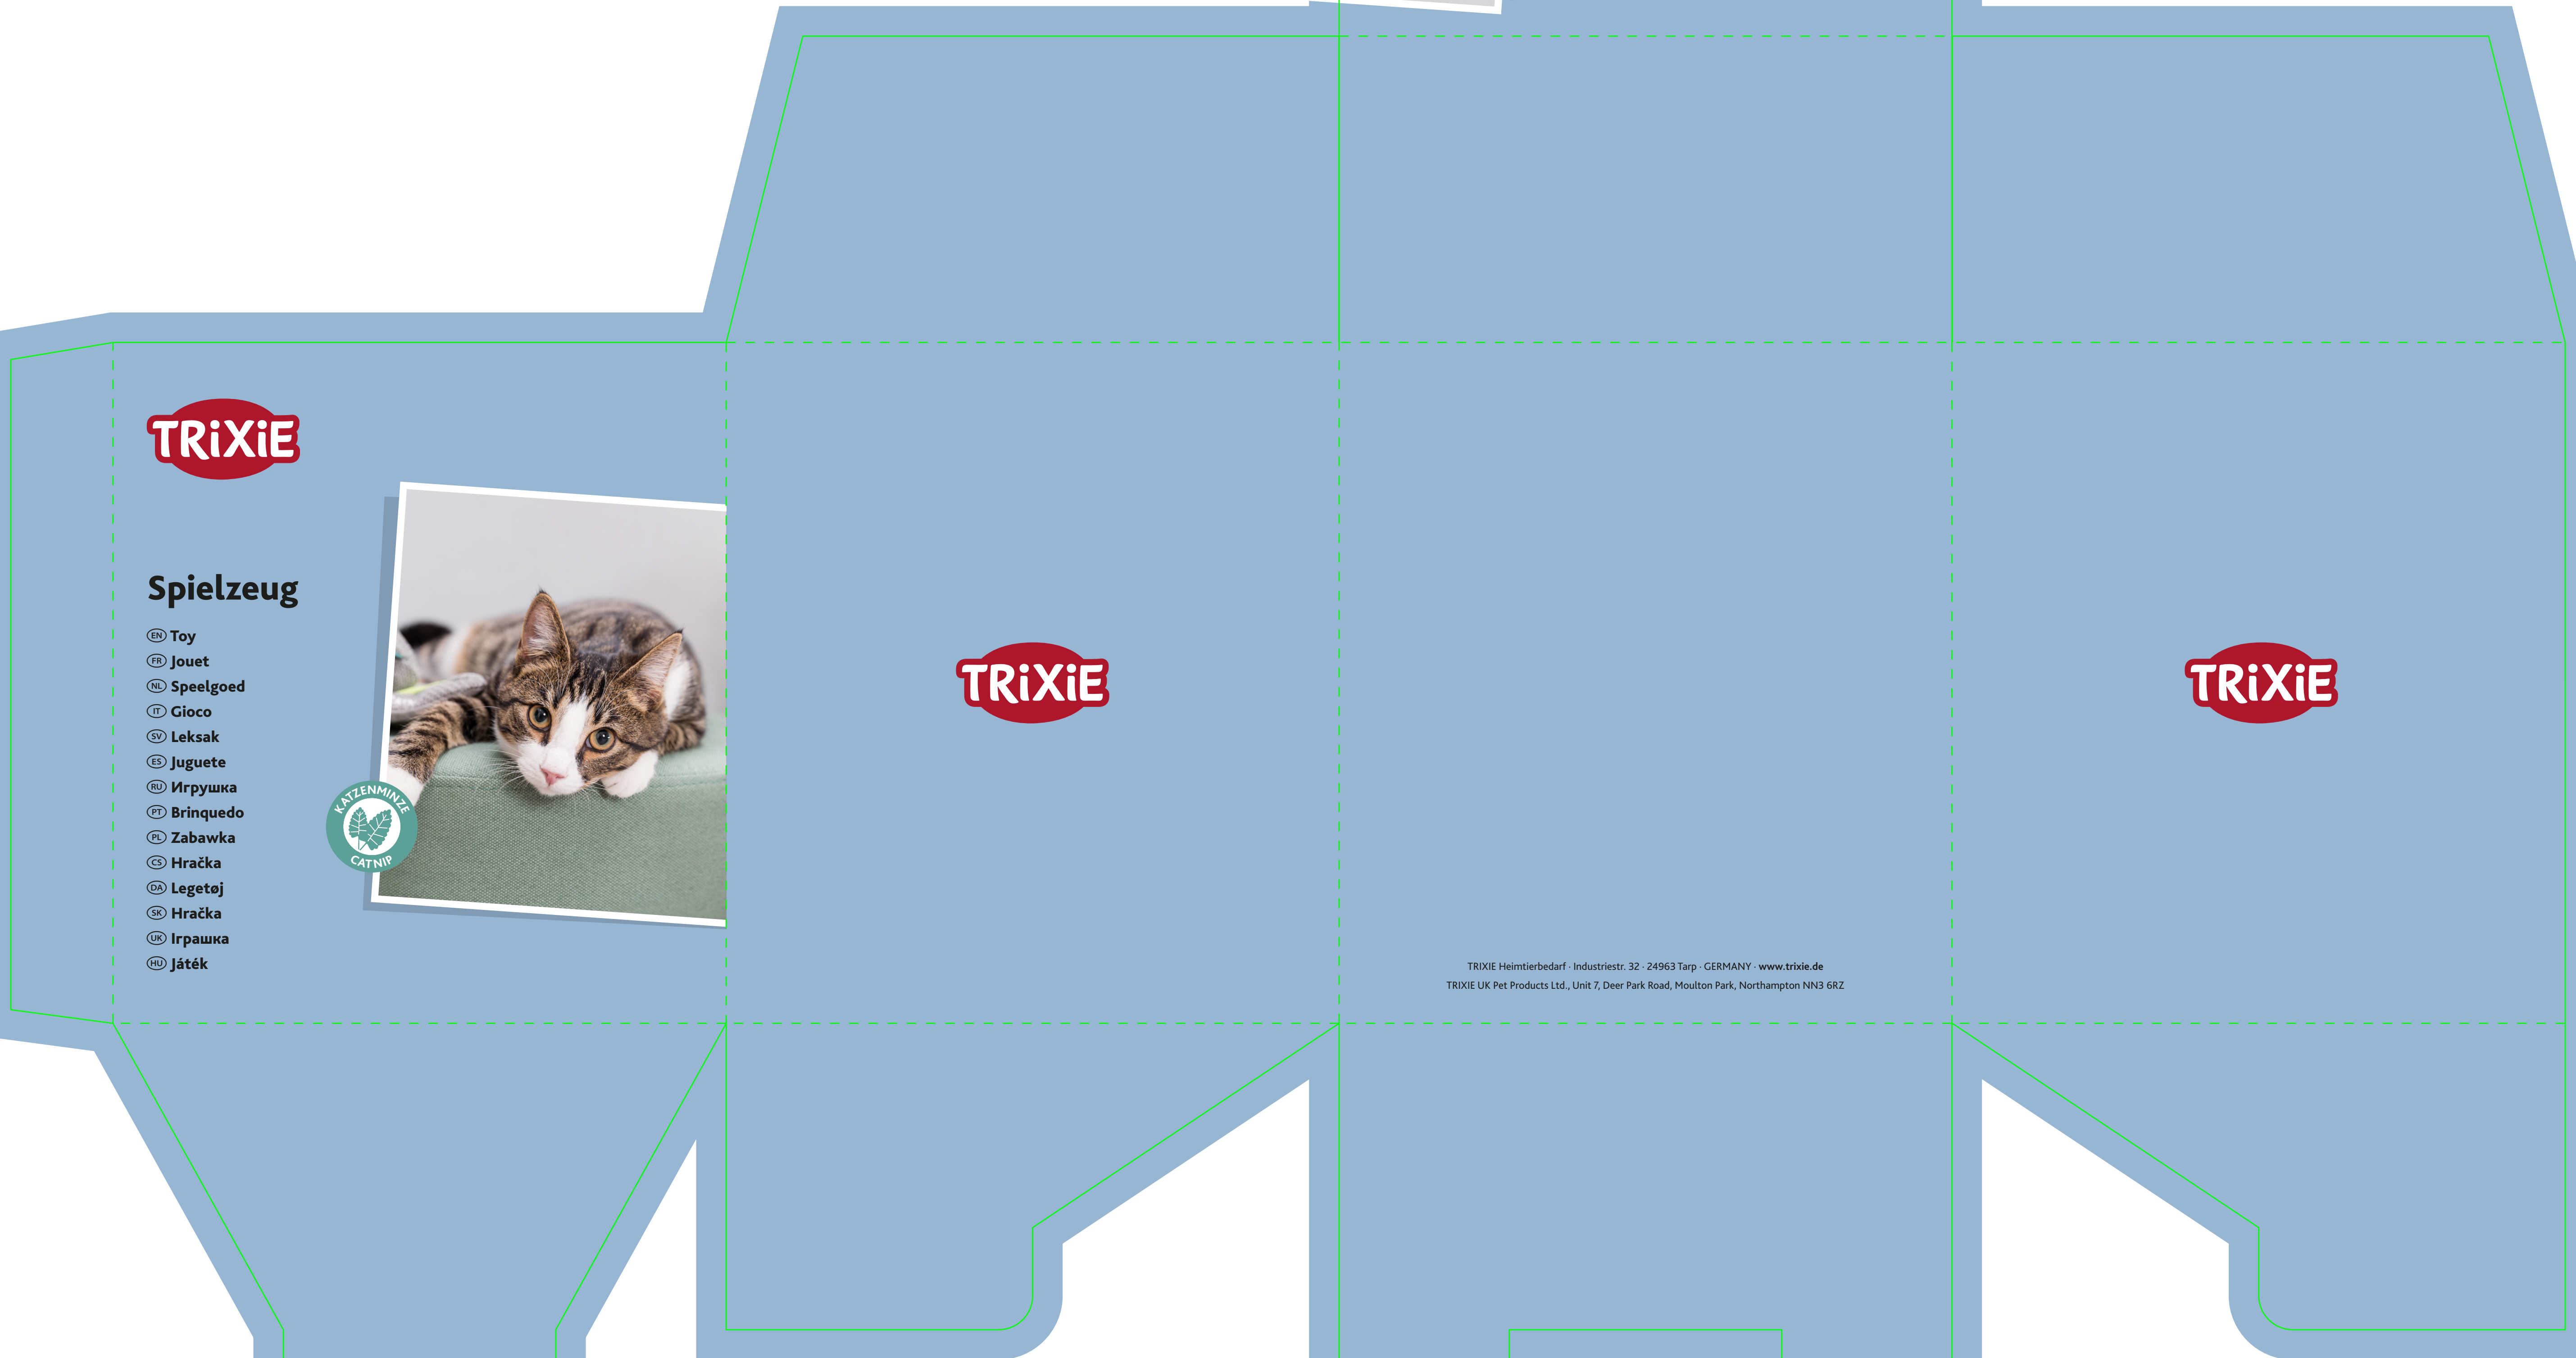 TRiXiE
Spielzeug
EN Toy
FR Jouet
NL Speelgoed
IT Gioco
SV Leksak
ES Juguete
RU Игрушка
PT Brinquedo
PL Zabawka
CS Hračka
DA Legetøj
SK Hračka
UK Іграшка
HU Játék
KATZENMINZE
CATNIP
TRiXiE
TRIXIE Heimtierbedarf · Industriestr. 32 · 24963 Tarp · GERMANY · www.trixie.de
TRIXIE UK Pet Products Ltd., Unit 7, Deer Park Road, Moulton Park, Northampton NN3 6RZ
TRiXiE